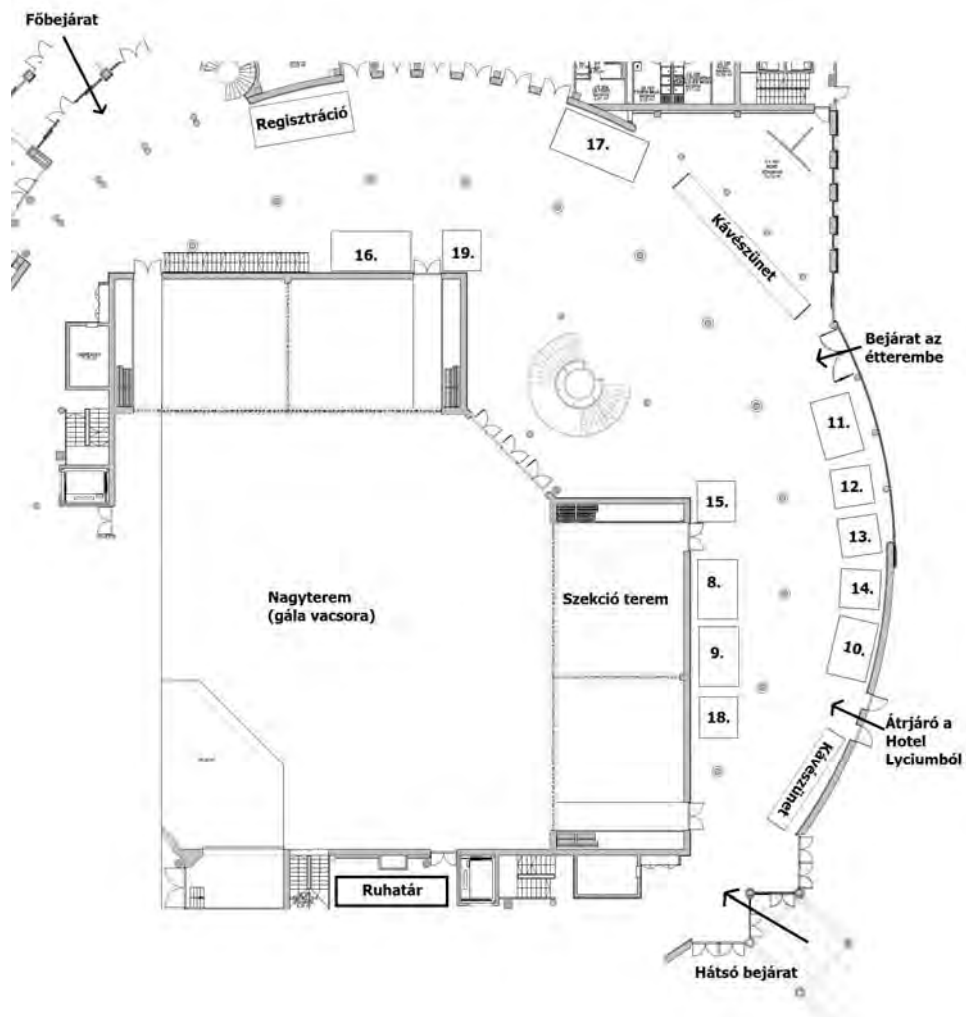 Főbejárat
Regisztráció
17.
Kávészünet
16.
19.
Bejárat az
étterembe
11.
12.
15.
13.
Nagyterem
(gála vacsora)
Szekció terem
8.
14.
9.
10.
18.
Átrjáró a
Hotel
Lyciumból
Kávészünet
Ruhatár
Hátsó bejárat